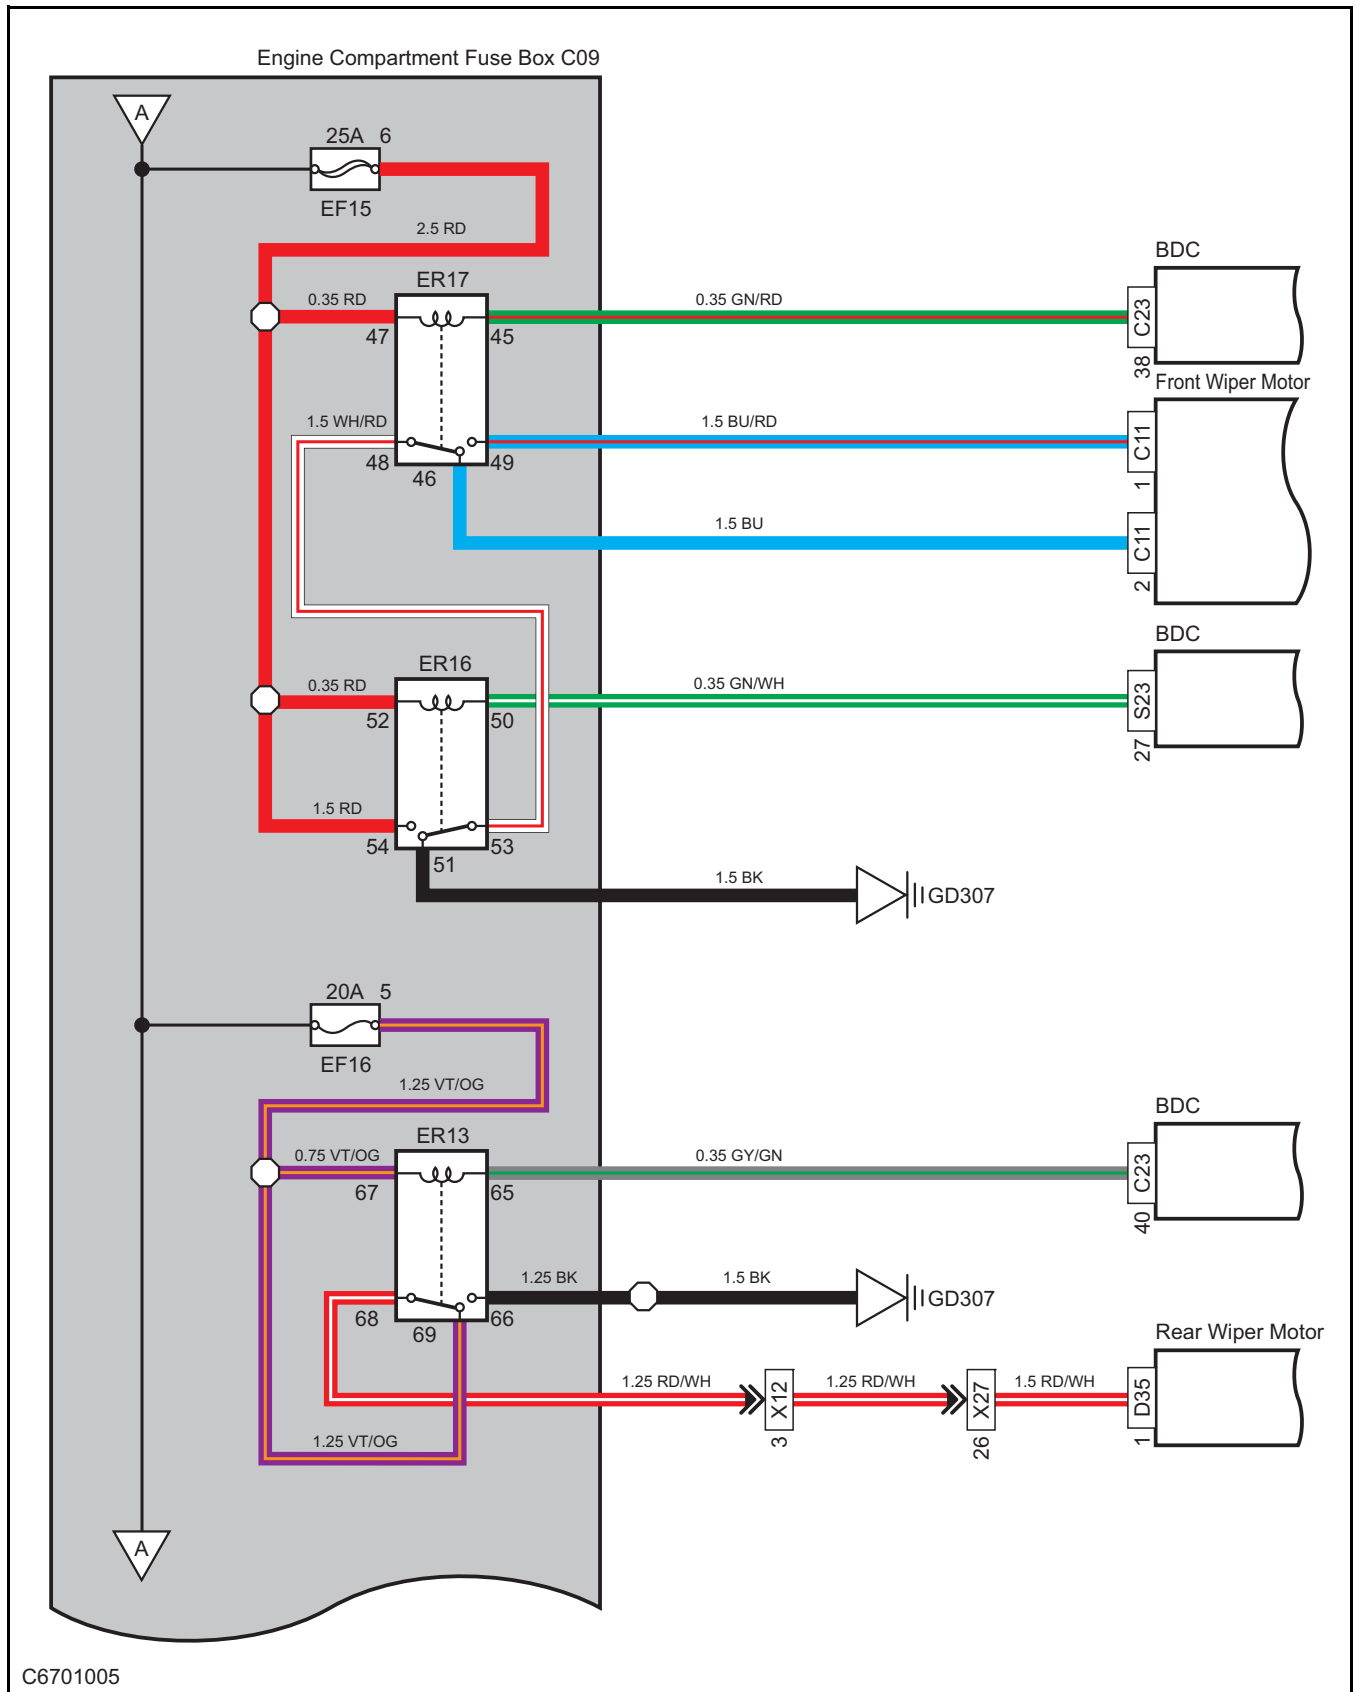 Engine Compartment Fuse Box C09
A
25A 6
EF15
2.5 RD
BDC
ER17
0.35 RD
0.35 GN/RD
C23
47
45
38
Front Wiper Motor
1.5 WH/RD
1.5 BU/RD
C11
48
46
49
1
1.5 BU
C11
2
BDC
ER16
0.35 RD
0.35 GN/WH
S23
52
50
27
1.5 RD
54
53
51
1.5 BK
GD307
20A 5
EF16
1.25 VT/OG
BDC
ER13
0.75 VT/OG
0.35 GY/GN
C23
67
65
40
1.25 BK
1.5 BK
GD307
68
69
66
Rear Wiper Motor
1.25 RD/WH
X12
1.25 RD/WH
X27
1.5 RD/WH
D35
3
26
1
1.25 VT/OG
A
C6701005